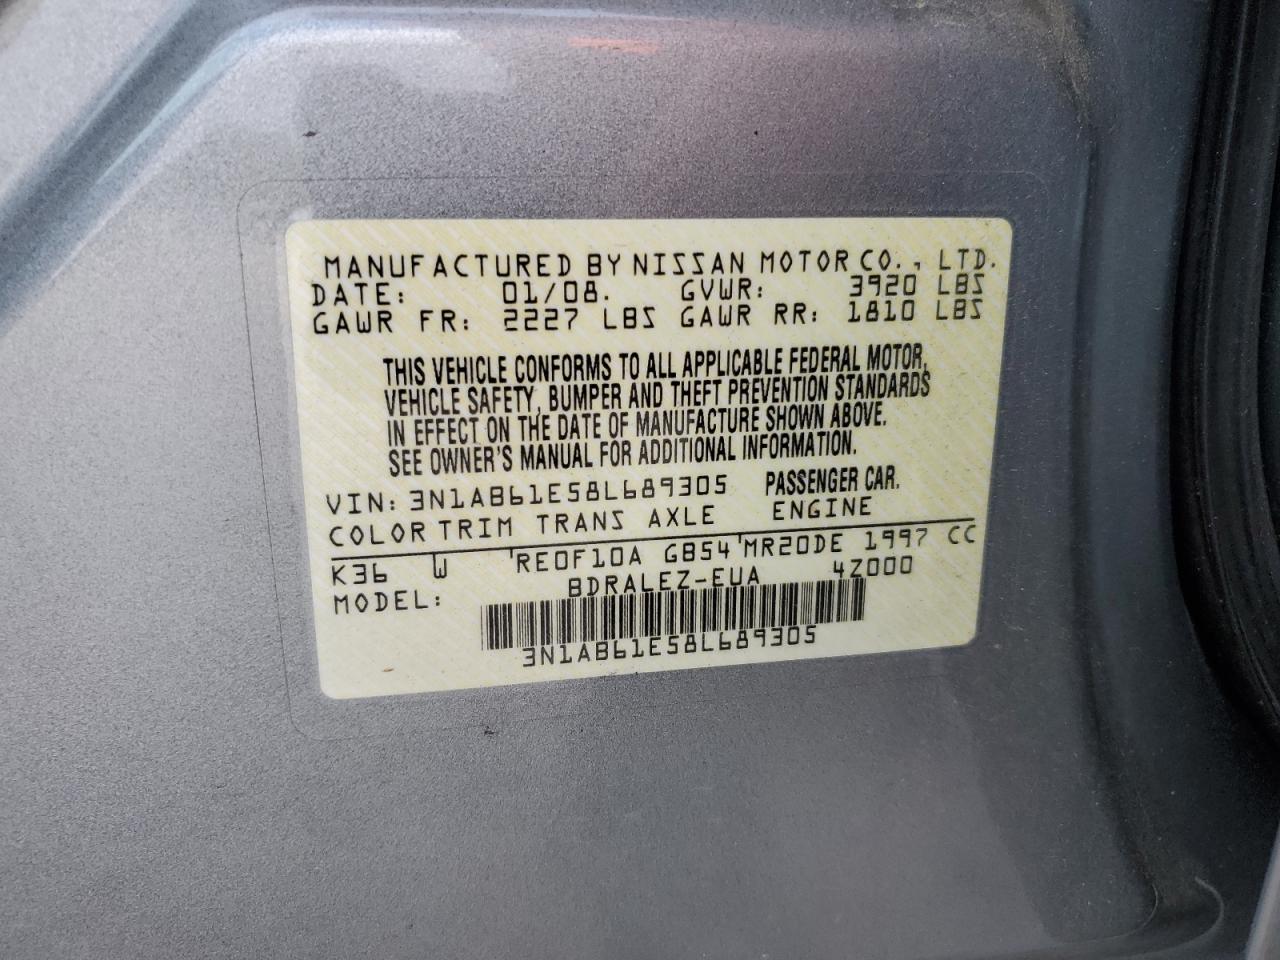 MANUFACTURED BY NISSAN MOTOR CO., LTD.
DATE: 01/08. GVWR: 3920 LBS
GAWR FR: 2227 LBS GAWR RR: 1810 LBS
THIS VEHICLE CONFORMS TO ALL APPLICABLE FEDERAL MOTOR,
VEHICLE SAFETY, BUMPER AND THEFT PREVENTION STANDARDS
IN EFFECT ON THE DATE OF MANUFACTURE SHOWN ABOVE.
SEE OWNER'S MANUAL FOR ADDITIONAL INFORMATION.
VIN: 3N1AB61E58L689305 PASSENGER CAR.
COLOR TRIM TRANS AXLE ENGINE
K36 W RE0F10A GB54 MR20DE 1997 CC
MODEL: BDRALEZ-EUA 4Z000
3N1AB61E58L689305